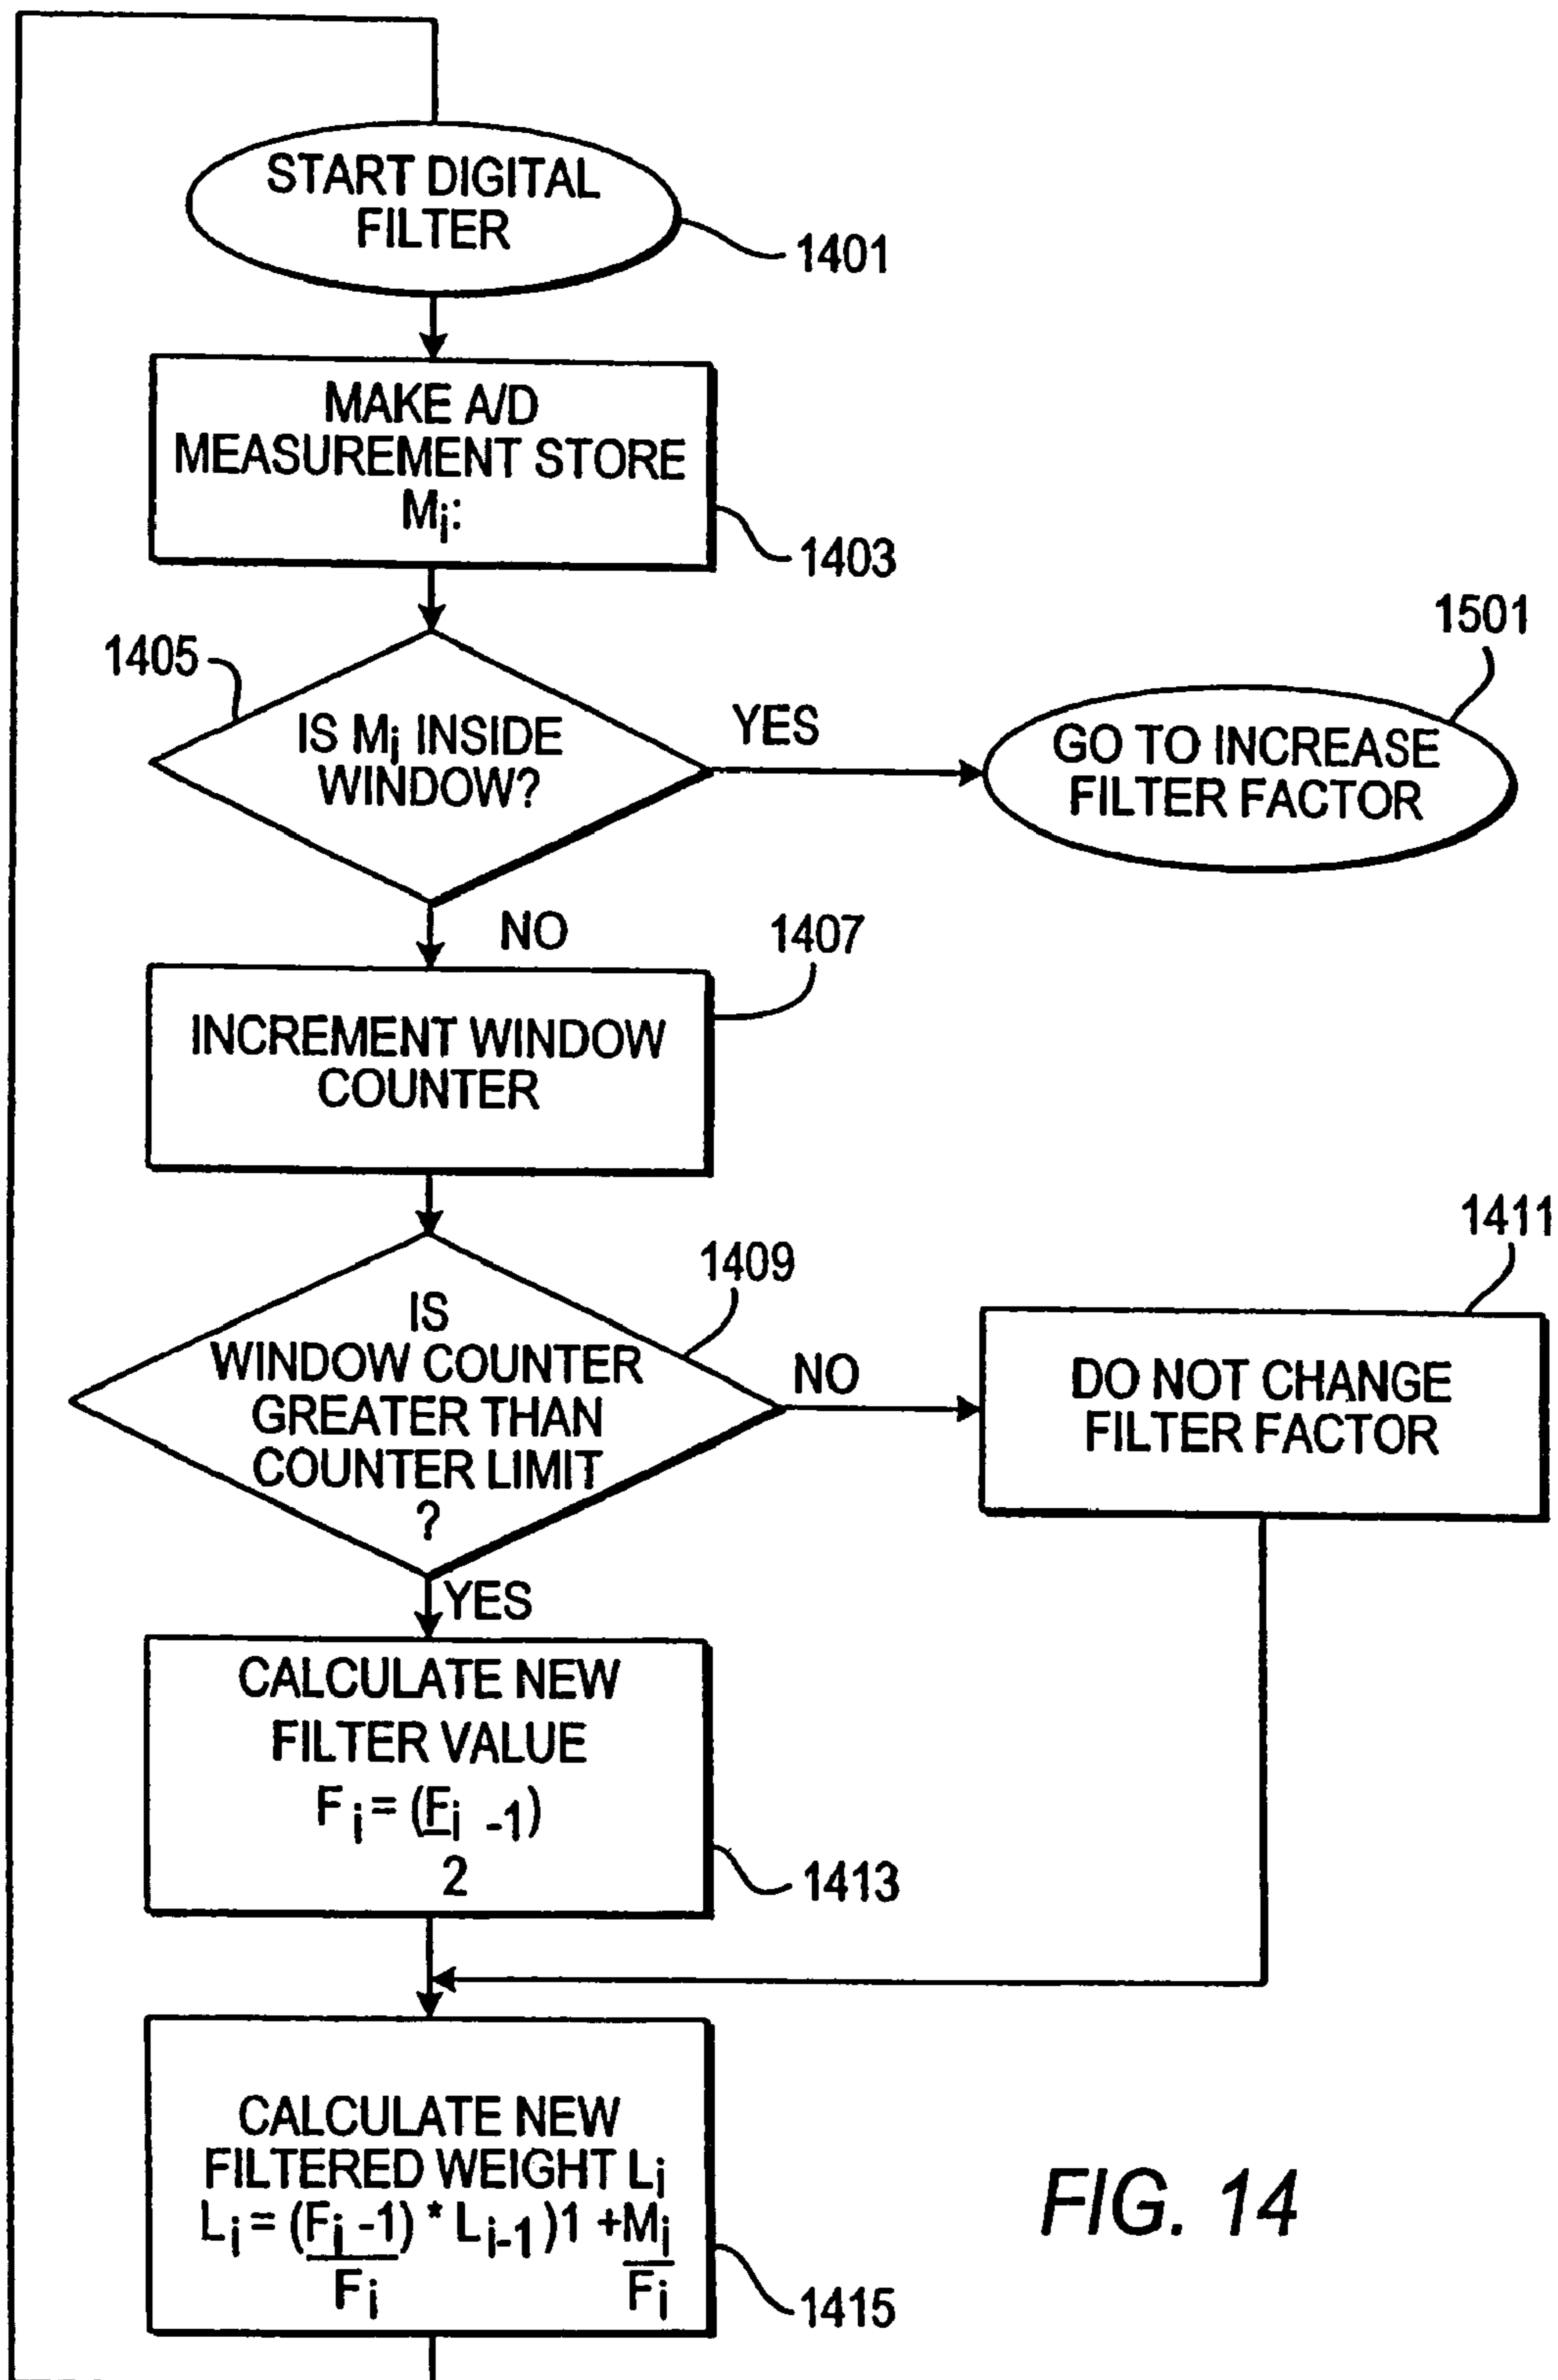 START DIGITAL
FILTER
1401
MAKE A/D
MEASUREMENT STORE
Mi:
1403
1405
IS Mi INSIDE
WINDOW?
YES
1501
GO TO INCREASE
FILTER FACTOR
NO
1407
INCREMENT WINDOW
COUNTER
1409
IS
WINDOW COUNTER
GREATER THAN
COUNTER LIMIT
?
NO
1411
DO NOT CHANGE
FILTER FACTOR
YES
CALCULATE NEW
FILTER VALUE
Fi = (Fi -1)
2
1413
CALCULATE NEW
FILTERED WEIGHT Li
Li = (Fi -1) * Li-1 )1 +Mi
Fi Fi
1415
FIG. 14